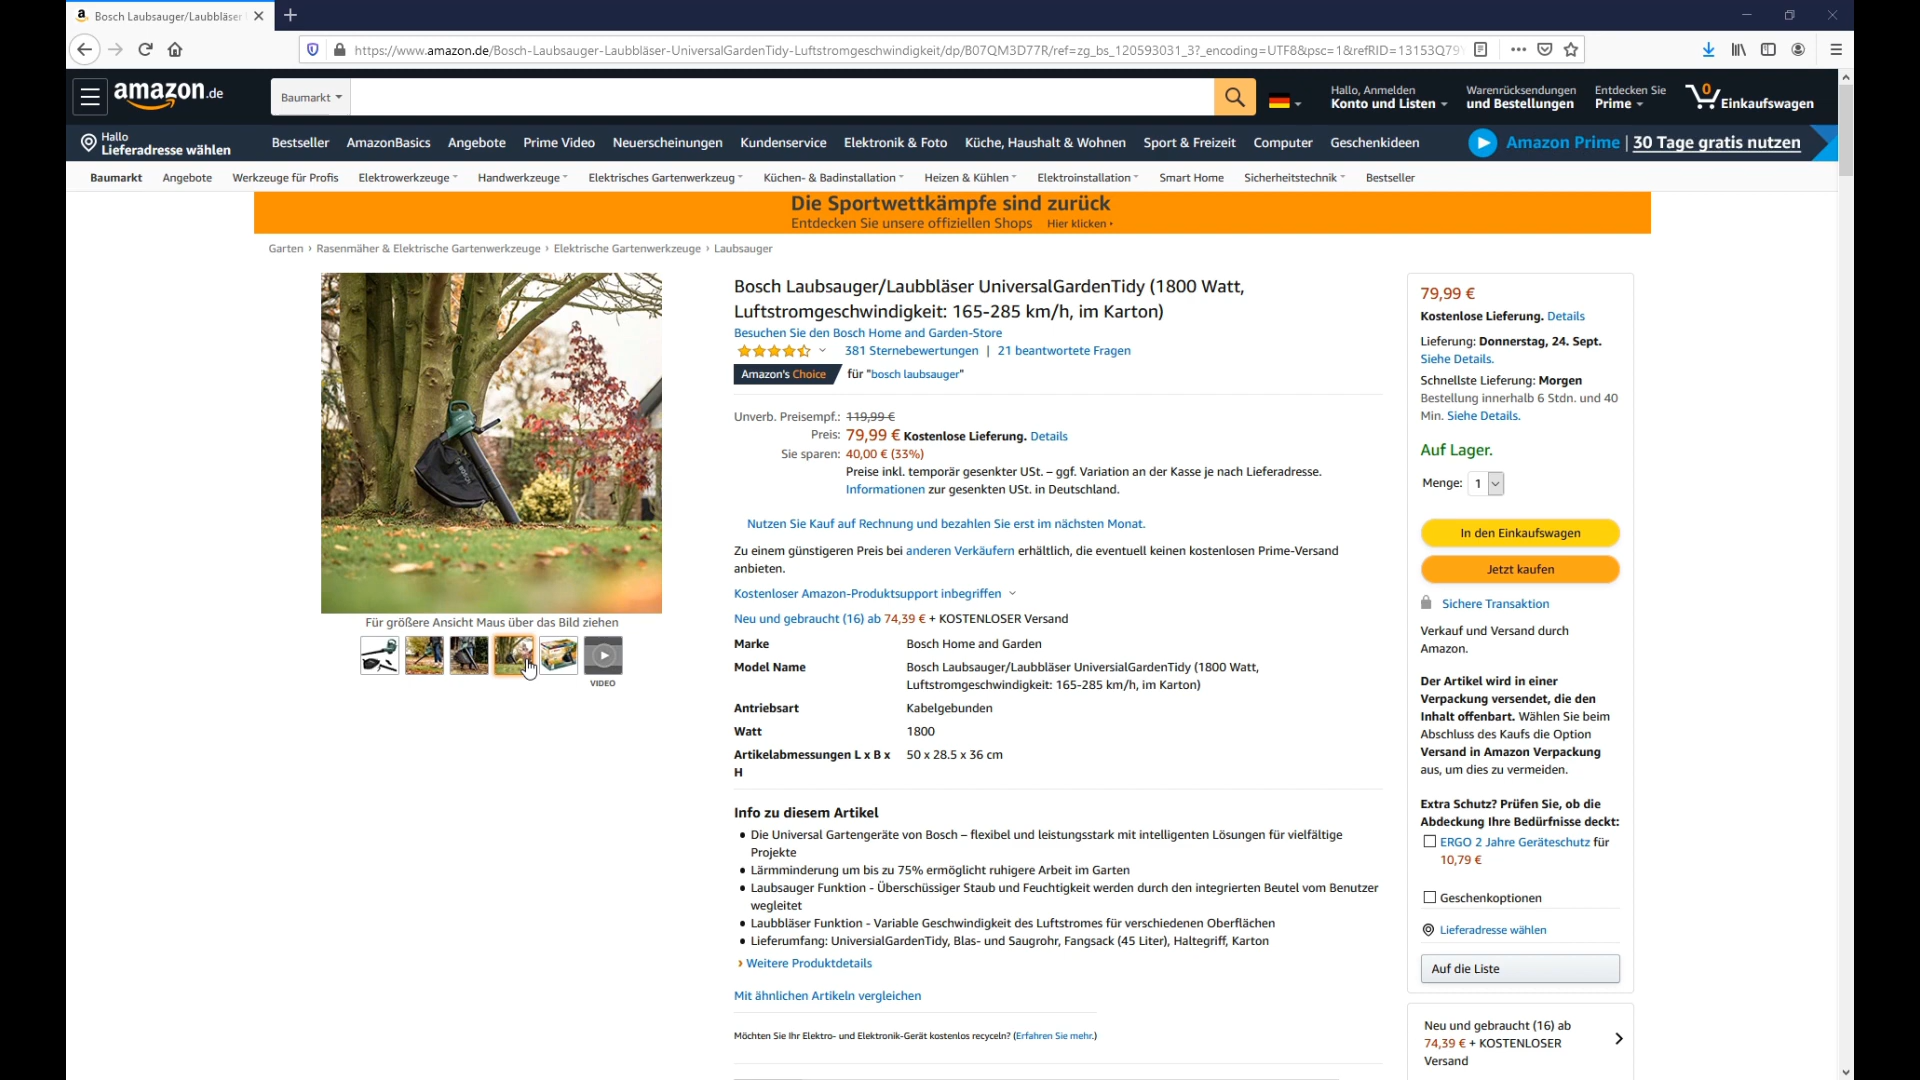 Bosch Laubsauger/Laubbläser
https://www.amazon.de/Bosch-Laubsauger-Laubbläser-UniversalGardenTidy-Luftstromgeschwindigkeit/dp/B07QM3D77R/ref=zg_bs_120593031_3?_encoding=UTF8&psc=1&refRID=13153Q79
amazon.de
Baumarkt
Hallo, Anmelden
Konto und Listen
Warenrücksendungen
und Bestellungen
Entdecken Sie
Prime
0
Einkaufswagen
Hallo
Lieferadresse wählen
Bestseller AmazonBasics Angebote Prime Video Neuerscheinungen Kundenservice Elektronik & Foto Küche, Haushalt & Wohnen Sport & Freizeit Computer Geschenkideen
Amazon Prime | 30 Tage gratis nutzen
Baumarkt Angebote Werkzeuge für Profis Elektrowerkzeuge Handwerkzeuge Elektrisches Gartenwerkzeug Küchen- & Badinstallation Heizen & Kühlen Elektroinstallation Smart Home Sicherheitstechnik Bestseller
Die Sportwettkämpfe sind zurück
Entdecken Sie unsere offiziellen Shops Hier klicken ›
Garten › Rasenmäher & Elektrische Gartenwerkzeuge › Elektrische Gartenwerkzeuge › Laubsauger
Für größere Ansicht Maus über das Bild ziehen
VIDEO
Bosch Laubsauger/Laubbläser UniversalGardenTidy (1800 Watt,
Luftstromgeschwindigkeit: 165-285 km/h, im Karton)
Besuchen Sie den Bosch Home and Garden-Store
381 Sternebewertungen | 21 beantwortete Fragen
Amazon's Choice für "bosch laubsauger"
Unverb. Preisempf.: 119,99 €
Preis: 79,99 € Kostenlose Lieferung. Details
Sie sparen: 40,00 € (33%)
Preise inkl. temporär gesenkter USt. – ggf. Variation an der Kasse je nach Lieferadresse.
Informationen zur gesenkten USt. in Deutschland.
Nutzen Sie Kauf auf Rechnung und bezahlen Sie erst im nächsten Monat.
Zu einem günstigeren Preis bei anderen Verkäufern erhältlich, die eventuell keinen kostenlosen Prime-Versand
anbieten.
Kostenloser Amazon-Produktsupport inbegriffen
Neu und gebraucht (16) ab 74,39 € + KOSTENLOSER Versand
Marke Bosch Home and Garden
Model Name Bosch Laubsauger/Laubbläser UniversialGardenTidy (1800 Watt,
Luftstromgeschwindigkeit: 165-285 km/h, im Karton)
Antriebsart Kabelgebunden
Watt 1800
Artikelabmessungen L x B x 50 x 28.5 x 36 cm
H
Info zu diesem Artikel
• Die Universal Gartengeräte von Bosch – flexibel und leistungsstark mit intelligenten Lösungen für vielfältige
Projekte
• Lärmminderung um bis zu 75% ermöglicht ruhigere Arbeit im Garten
• Laubsauger Funktion - Überschüssiger Staub und Feuchtigkeit werden durch den integrierten Beutel vom Benutzer
wegleitet
• Laubbläser Funktion - Variable Geschwindigkeit des Luftstromes für verschiedenen Oberflächen
• Lieferumfang: UniversialGardenTidy, Blas- und Saugrohr, Fangsack (45 Liter), Haltegriff, Karton
› Weitere Produktdetails
Mit ähnlichen Artikeln vergleichen
Möchten Sie Ihr Elektro- und Elektronik-Gerät kostenlos recyceln? (Erfahren Sie mehr.)
79,99 €
Kostenlose Lieferung. Details
Lieferung: Donnerstag, 24. Sept.
Siehe Details.
Schnellste Lieferung: Morgen
Bestellung innerhalb 6 Stdn. und 40
Min. Siehe Details.
Auf Lager.
Menge: 1
In den Einkaufswagen
Jetzt kaufen
Sichere Transaktion
Verkauf und Versand durch
Amazon.
Der Artikel wird in einer
Verpackung versendet, die den
Inhalt offenbart. Wählen Sie beim
Abschluss des Kaufs die Option
Versand in Amazon Verpackung
aus, um dies zu vermeiden.
Extra Schutz? Prüfen Sie, ob die
Abdeckung Ihre Bedürfnisse deckt:
ERGO 2 Jahre Geräteschutz für
10,79 €
Geschenkoptionen
Lieferadresse wählen
Auf die Liste
Neu und gebraucht (16) ab
74,39 € + KOSTENLOSER
Versand